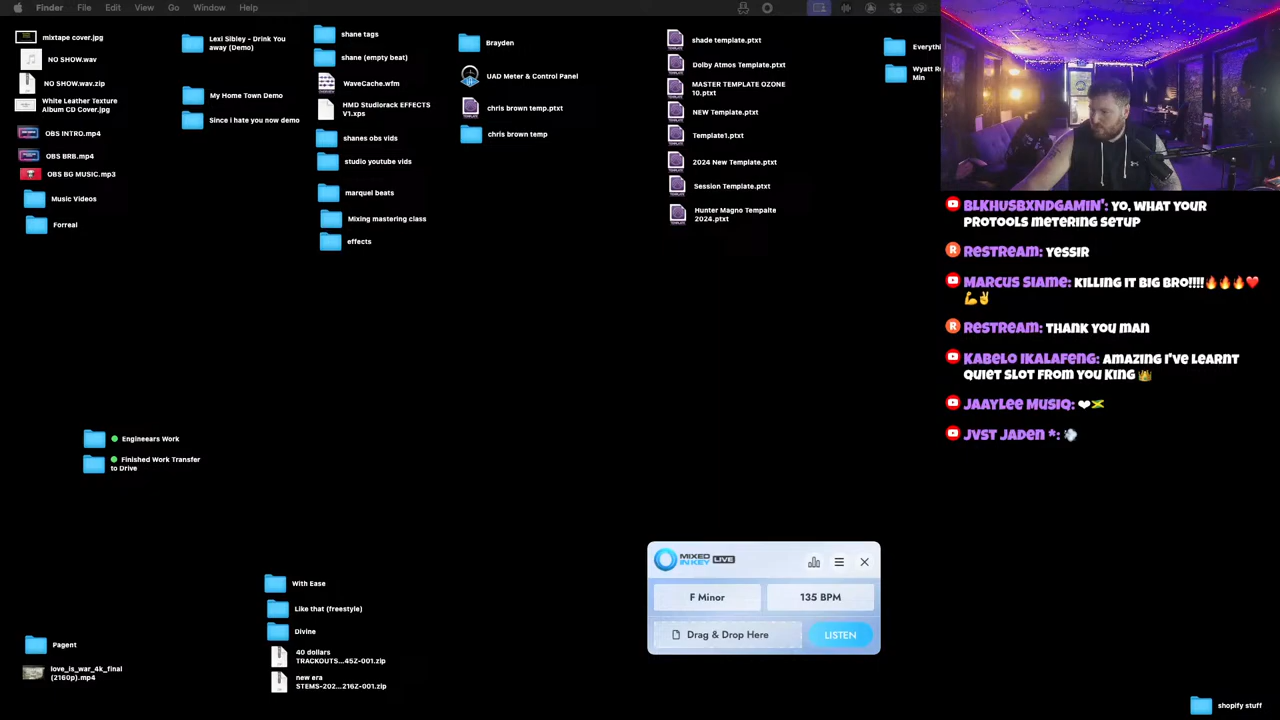 Finder File Edit View Go Window Help
mixtape cover.jpg
NO SHOW.wav
NO SHOW.wav.zip
White Leather Texture
Album CD Cover.jpg
OBS INTRO.mp4
OBS BRB.mp4
OBS BG MUSIC.mp3
Music Videos
Forreal
Lexi Sibley - Drink You
away (Demo)
My Home Town Demo
Since i hate you now demo
shane tags
shane (empty beat)
WaveCache.wfm
HMD Studiorack EFFECTS
V1.xps
shanes obs vids
studio youtube vids
marquel beats
Mixing mastering class
effects
Brayden
UAD Meter & Control Panel
chris brown temp.ptxt
chris brown temp
shade template.ptxt
Dolby Atmos Template.ptxt
MASTER TEMPLATE OZONE
10.ptxt
NEW Template.ptxt
Template1.ptxt
2024 New Template.ptxt
Session Template.ptxt
Hunter Magno Tempalte
2024.ptxt
Everythi
Wyatt R
Min
BLKHUSBXNDGAMIN': YO, WHAT YOUR
PROTOOLS METERING SETUP
RESTREAM: YESSIR
MARCUS SIAME: KILLING IT BIG BRO!!!!🔥🔥🔥❤️
💪✌️
RESTREAM: THANK YOU MAN
KABELO IKALAFENG: AMAZING I'VE LEARNT
QUIET SLOT FROM YOU KING 👑
JAAYLEE MUSIQ: ❤️🇯🇲
JVST JADEN *: 💨
Engineears Work
Finished Work Transfer
to Drive
With Ease
Like that (freestyle)
Divine
40 dollars
TRACKOUTS...45Z-001.zip
new era
STEMS-202...216Z-001.zip
Pagent
love_is_war_4k_final
(2160p).mp4
MIXED
IN KEY LIVE
F Minor 135 BPM
Drag & Drop Here LISTEN
shopify stuff